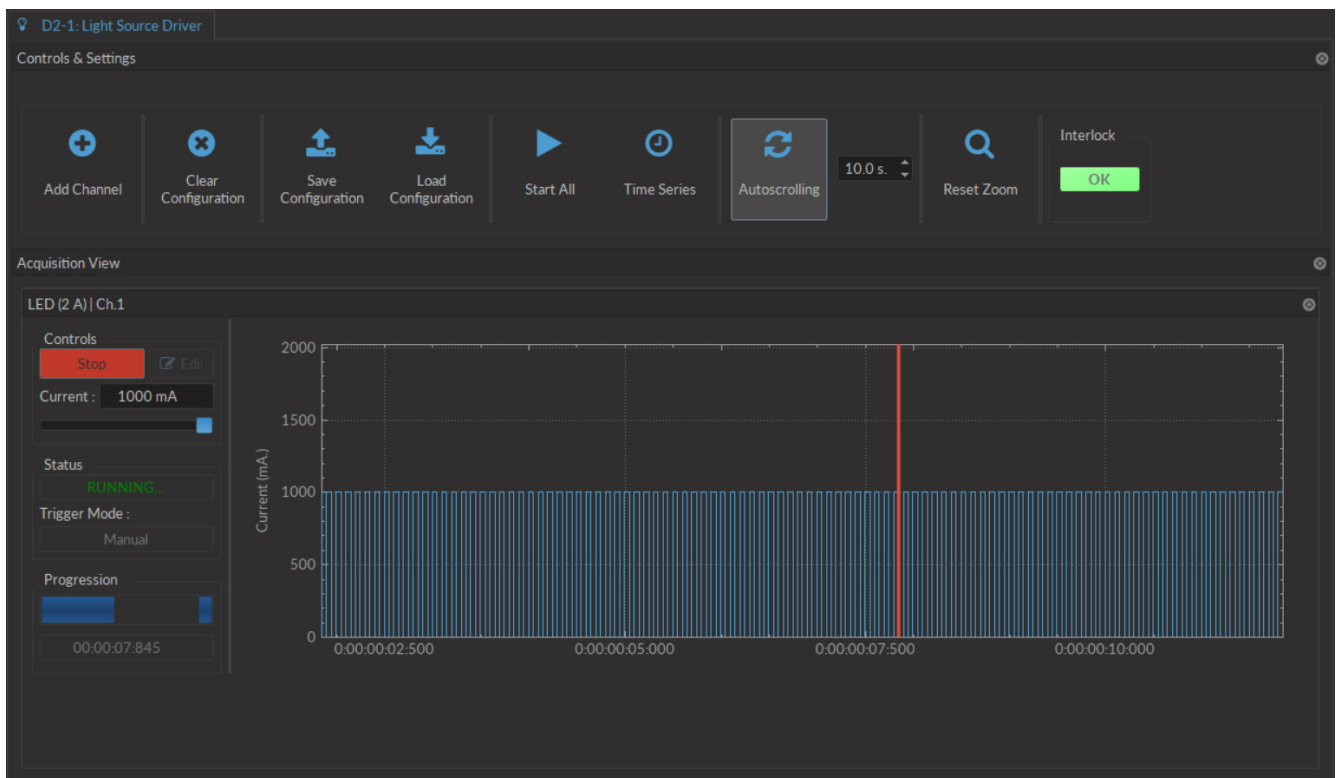 D2-1: Light Source Driver
Controls & Settings
Add Channel
Clear
Configuration
Save
Configuration
Load
Configuration
Start All
Time Series
Autoscrolling
10.0 s.
Reset Zoom
Interlock
OK
Acquisition View
LED (2 A) | Ch.1
Controls
Stop
Edit
Current :
1000 mA
Status
RUNNING...
Trigger Mode :
Manual
Progression
00:00:07:845
Current (mA.)
2000
1500
1000
500
0
0:00:00:02:500
0:00:00:05:000
0:00:00:07:500
0:00:00:10:000